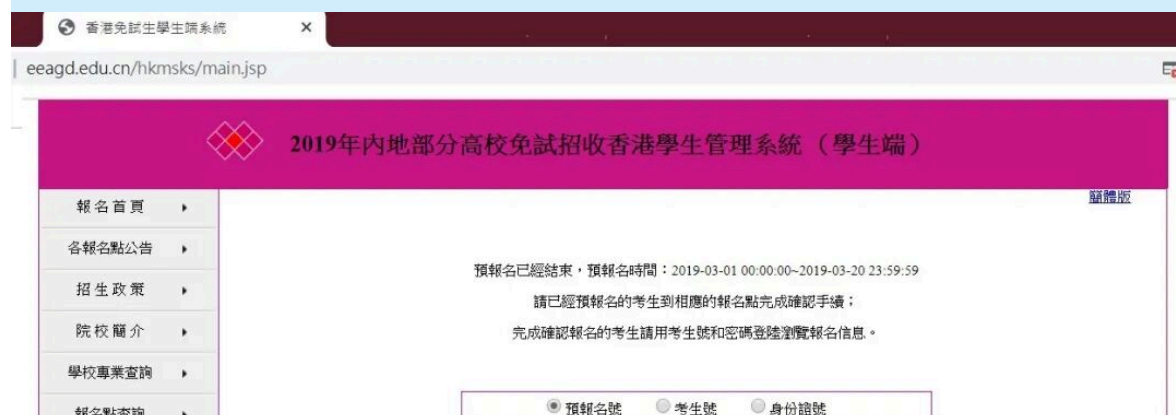 香港免試生學生端系統
eeagd.edu.cn/hkmsks/main.jsp
2019年內地部分高校免試招收香港學生管理系統（學生端）
簡體版
報名首頁
各報名點公告
招生政策
院校簡介
學校專業查詢
報名點查詢
預報名已經結束，預報名時間：2019-03-01 00:00:00~2019-03-20 23:59:59
請已經預報名的考生到相應的報名點完成確認手續；
完成確認報名的考生請用考生號和密碼登陸瀏覽報名信息。
預報名號 考生號 身份證號